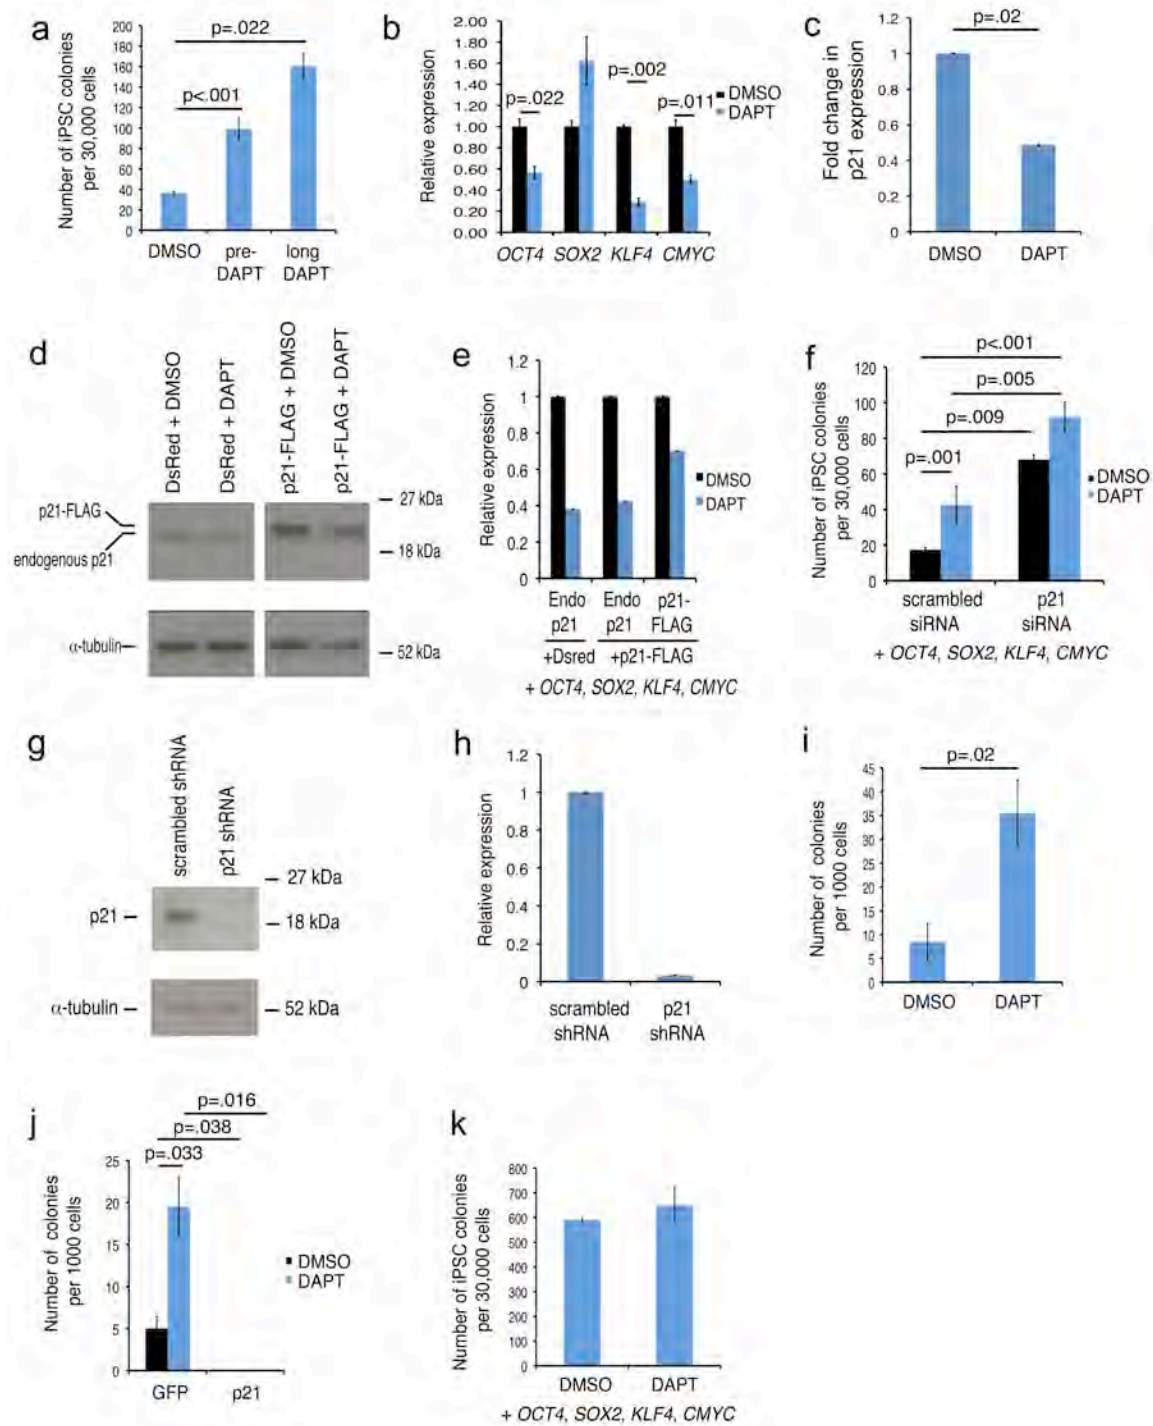 a
Number of iPSC colonies
per 30,000 cells
200
180
160
140
120
100
80
60
40
20
0
p=.022
p<.001
DMSO
pre-
DAPT
long
DAPT
b
Relative expression
2.00
1.80
1.60
1.40
1.20
1.00
0.80
0.60
0.40
0.20
0.00
p=.022
p=.002
p=.011
DMSO
DAPT
OCT4 SOX2 KLF4 CMYC
c
Fold change in
p21 expression
1.2
1
0.8
0.6
0.4
0.2
0
p=.02
DMSO
DAPT
d
DsRed + DMSO
DsRed + DAPT
p21-FLAG + DMSO
p21-FLAG + DAPT
p21-FLAG
endogenous p21
27 kDa
18 kDa
α-tubulin
52 kDa
e
Relative expression
1.2
1
0.8
0.6
0.4
0.2
0
DMSO
DAPT
Endo
p21
Endo
p21
p21-
FLAG
+Dsred
+p21-FLAG
+ OCT4, SOX2, KLF4, CMYC
f
Number of iPSC colonies
per 30,000 cells
120
100
80
60
40
20
0
p<.001
p=.005
p=.009
p=.001
DMSO
DAPT
scrambled
siRNA
p21
siRNA
+ OCT4, SOX2, KLF4, CMYC
g
scrambled shRNA
p21 shRNA
27 kDa
p21
18 kDa
α-tubulin
52 kDa
h
Relative expression
1.2
1
0.8
0.6
0.4
0.2
0
scrambled
shRNA
p21
shRNA
i
Number of colonies
per 1000 cells
45
40
35
30
25
20
15
10
5
0
p=.02
DMSO
DAPT
j
Number of colonies
per 1000 cells
25
20
15
10
5
0
p=.016
p=.038
p=.033
DMSO
DAPT
GFP
p21
k
Number of iPSC colonies
per 30,000 cells
800
700
600
500
400
300
200
100
0
DMSO
DAPT
+ OCT4, SOX2, KLF4, CMYC